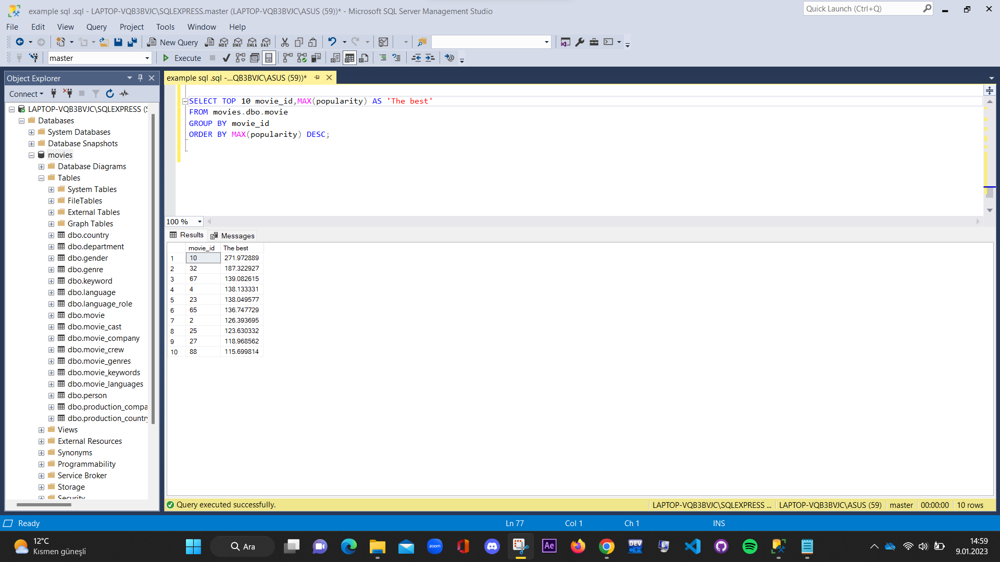 example sql .sql - LAPTOP-VQB3BVJC\SQLEXPRESS.master (LAPTOP-VQB3BVJC\ASUS (59))* - Microsoft SQL Server Management Studio
Quick Launch (Ctrl+Q)
File Edit View Query Project Tools Window Help
New Query
MDX DMX XMLA DAX
master
Execute
Object Explorer
example sql .sql -...QB3BVJC\ASUS (59))*
Connect
LAPTOP-VQB3BVJC\SQLEXPRESS (S
Databases
System Databases
Database Snapshots
movies
Database Diagrams
Tables
System Tables
FileTables
External Tables
Graph Tables
dbo.country
dbo.department
dbo.gender
dbo.genre
dbo.keyword
dbo.language
dbo.language_role
dbo.movie
dbo.movie_cast
dbo.movie_company
dbo.movie_crew
dbo.movie_genres
dbo.movie_keywords
dbo.movie_languages
dbo.person
dbo.production_compa
dbo.production_country
Views
External Resources
Synonyms
Programmability
Service Broker
Storage
Security
SELECT TOP 10 movie_id,MAX(popularity) AS 'The best'
FROM movies.dbo.movie
GROUP BY movie_id
ORDER BY MAX(popularity) DESC;
100 %
Results Messages
movie_id The best
1 10 271.972889
2 32 187.322927
3 67 139.082615
4 4 138.133331
5 23 138.049577
6 65 136.747729
7 2 126.393695
8 25 123.630332
9 27 118.968562
10 88 115.699814
Query executed successfully.
LAPTOP-VQB3BVJC\SQLEXPRESS ... LAPTOP-VQB3BVJC\ASUS (59) master 00:00:00 10 rows
Ready
Ln 77 Col 1 Ch 1 INS
12°C
Kısmen güneşli
Ara
zoom
Ae
DEV
C++
14:59
9.01.2023